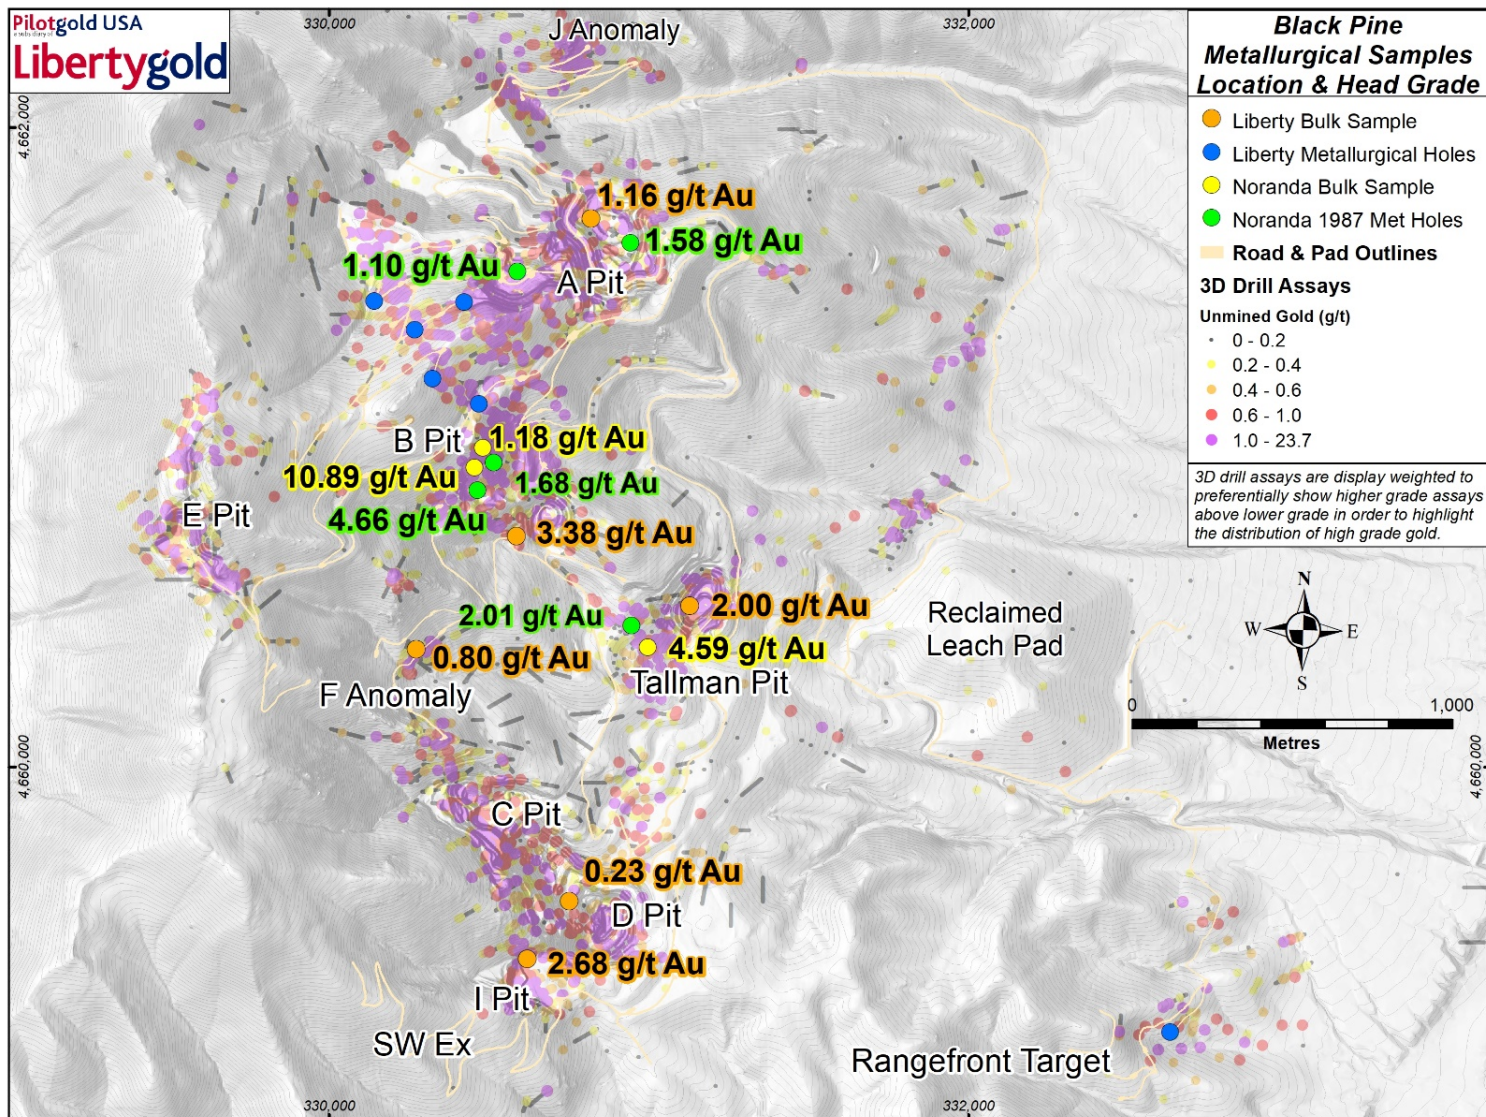 Pilotgold USA
a subsidiary of
Libertygold
330,000
332,000
J Anomaly
Black Pine
Metallurgical Samples
Location & Head Grade
Liberty Bulk Sample
Liberty Metallurgical Holes
Noranda Bulk Sample
Noranda 1987 Met Holes
Road & Pad Outlines
3D Drill Assays
Unmined Gold (g/t)
0 - 0.2
0.2 - 0.4
0.4 - 0.6
0.6 - 1.0
1.0 - 23.7
3D drill assays are display weighted to
preferentially show higher grade assays
above lower grade in order to highlight
the distribution of high grade gold.
4,662,000
1.16 g/t Au
1.58 g/t Au
1.10 g/t Au
A Pit
B Pit
1.18 g/t Au
10.89 g/t Au
1.68 g/t Au
4.66 g/t Au
E Pit
3.38 g/t Au
2.01 g/t Au
2.00 g/t Au
4.59 g/t Au
0.80 g/t Au
Tallman Pit
F Anomaly
Reclaimed
Leach Pad
N
W
E
S
0
1,000
Metres
4,660,000
4,660,000
C Pit
0.23 g/t Au
D Pit
2.68 g/t Au
I Pit
SW Ex
Rangefront Target
330,000
332,000